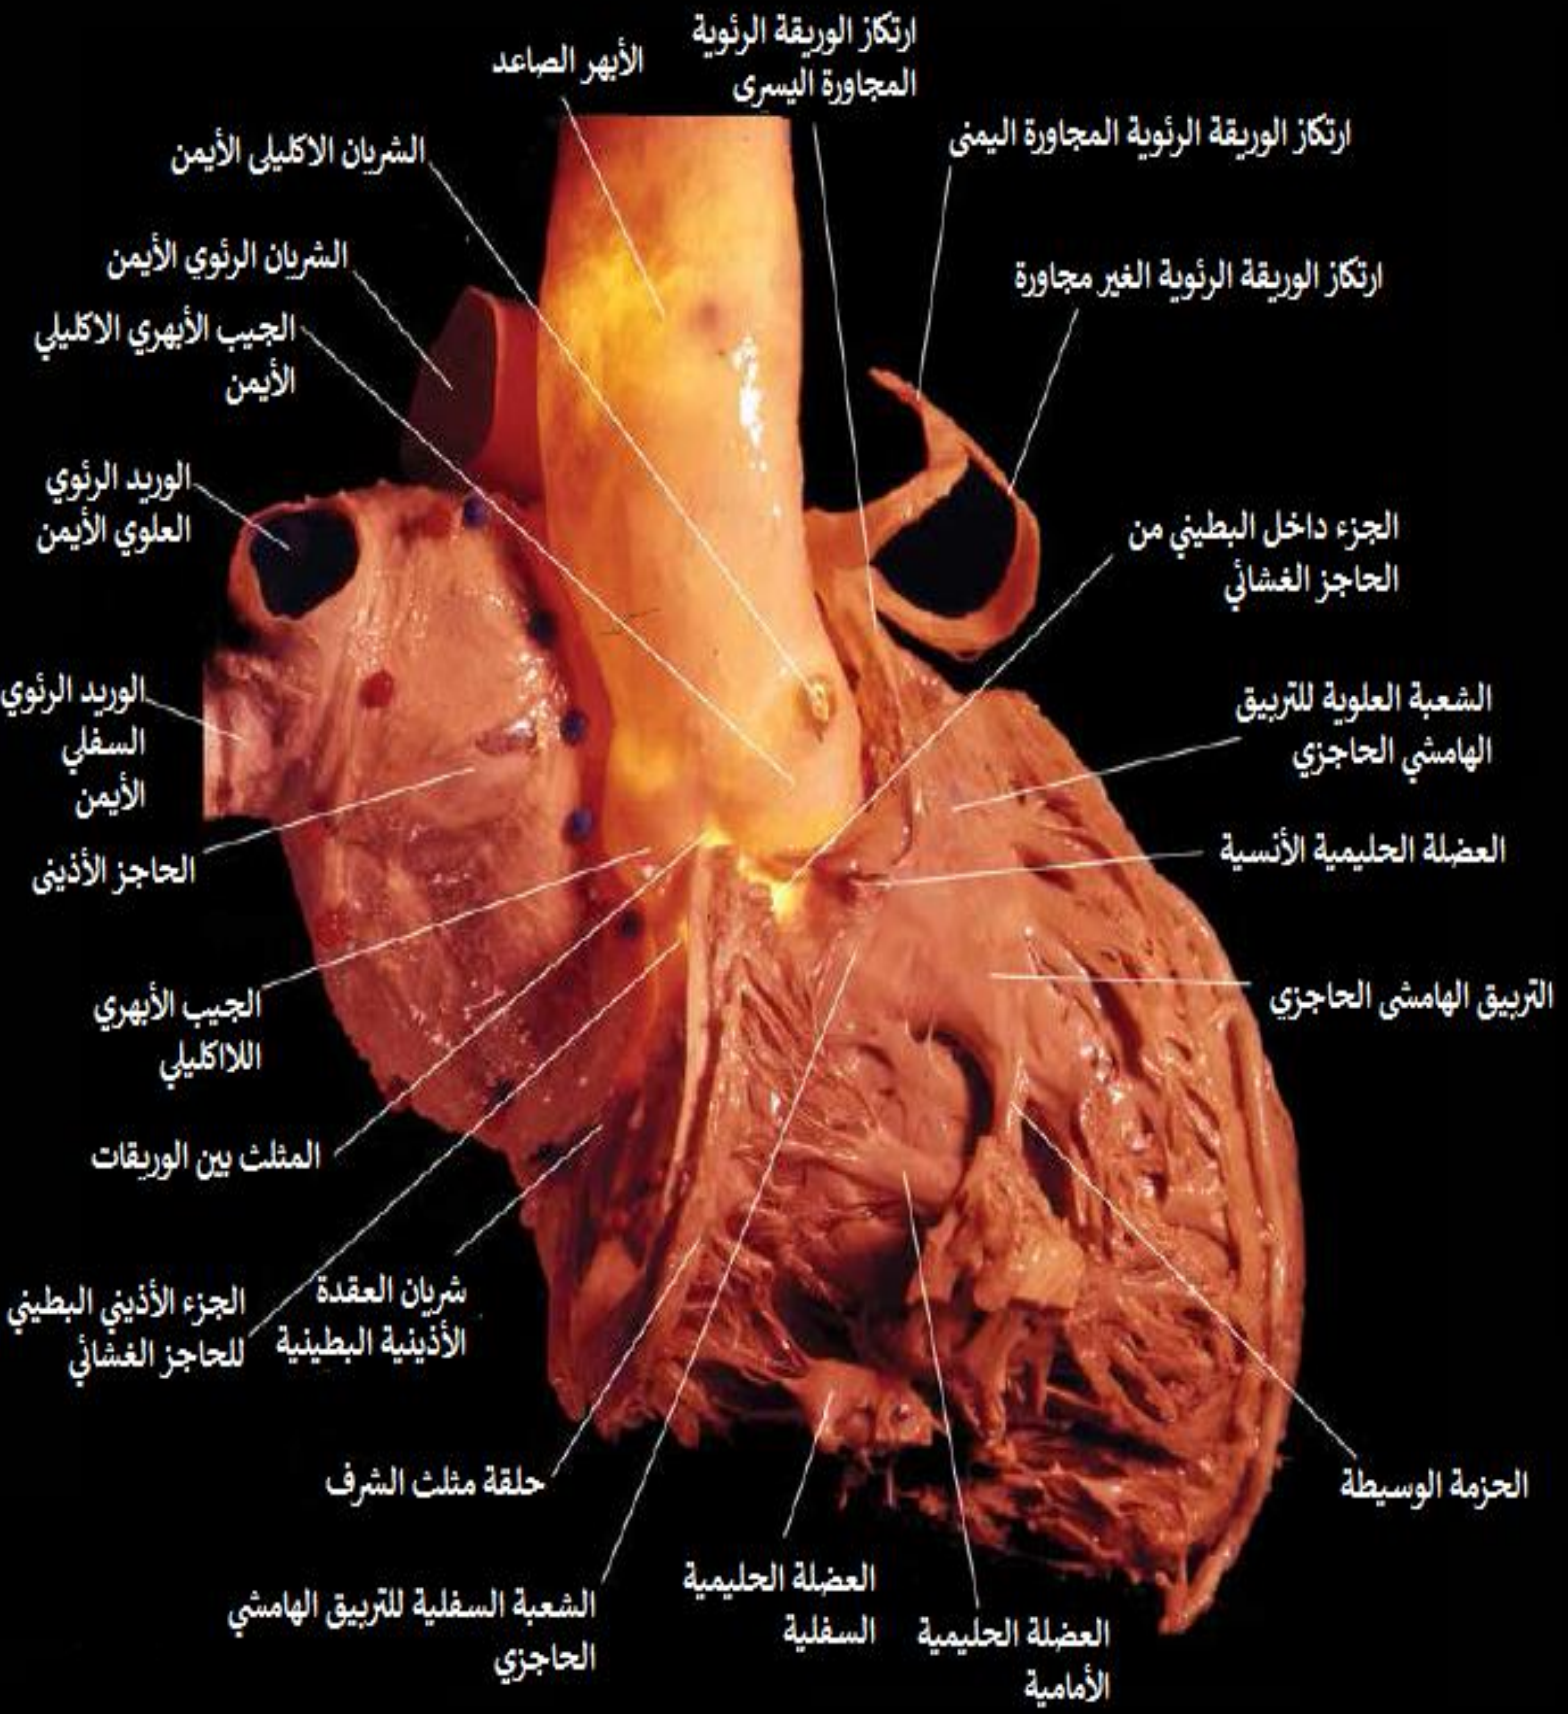 ارتكاز الوريقة الرئوية
المجاورة اليسرى
الأبهر الصاعد
ارتكاز الوريقة الرئوية المجاورة اليمنى
الشريان الاكليلي الأيمن
الشريان الرئوي الأيمن
ارتكاز الوريقة الرئوية الغير مجاورة
الجيب الأبهري الاكليلي
الأيمن
الوريد الرئوي
العلوي الأيمن
الجزء داخل البطيني من
الحاجز الغشائي
الوريد الرئوي
السفلي
الأيمن
الشعبة العلوية للتربيق
الهامشي الحاجزي
الحاجز الأذيني
العضلة الحليمية الأنسية
التربيق الهامشي الحاجزي
الجيب الأبهري
اللااكليلي
المثلث بين الوريقات
شريان العقدة
الأذينية البطينية
الجزء الأذيني البطيني
للحاجز الغشائي
حلقة مثلث الشرف
الحزمة الوسيطة
الشعبة السفلية للتربيق الهامشي
الحاجزي
العضلة الحليمية
السفلية
العضلة الحليمية
الأمامية